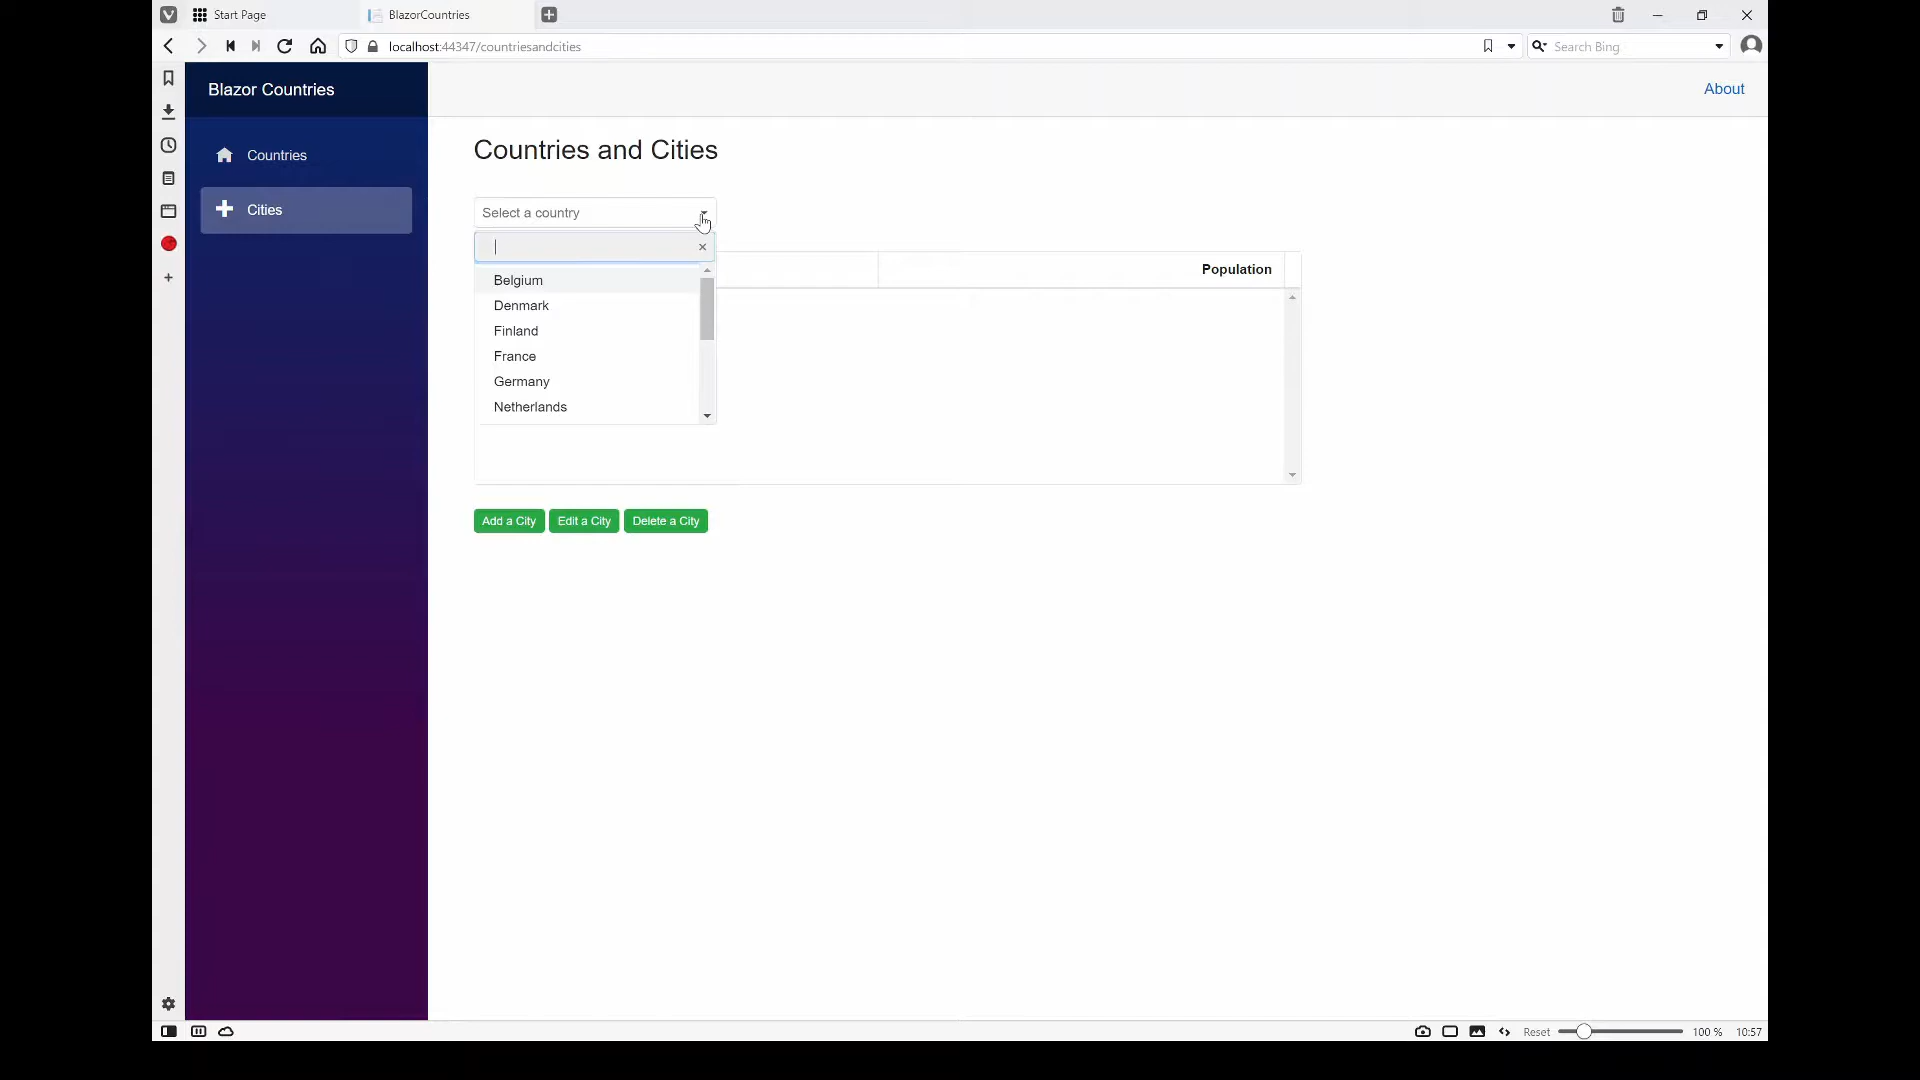 Start Page
BlazorCountries
localhost:44347/countriesandcities
Search Bing
Blazor Countries
About
Countries
Cities
Countries and Cities
Select a country
Population
Belgium
Denmark
Finland
France
Germany
Netherlands
Add a City
Edit a City
Delete a City
Reset
100 %
10:57